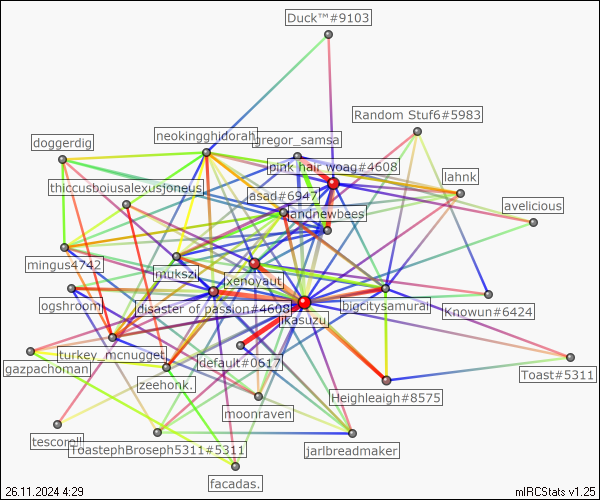 Duck™#9103
Random Stuf6#5983
neokingghidorah
gregor_samsa
doggerdig
pink hair woag#4608
lahnk
thiccusboiusalexusjoneus
asad#6947
landnewbees
avelicious
mingus4742
mukszi
xenoyaut
ogshroom
disaster of passion#4608
bigcitysamurai
Knowun#6424
ikasuzu
gazpachoman
turkey_mcnugget
default#0617
Toast#5311
zeehonk.
Heighleaigh#8575
moonraven
tescorell
ToastephBroseph5311#5311
jarlbreadmaker
facadas.
26.11.2024 4:29
mIRCStats v1.25